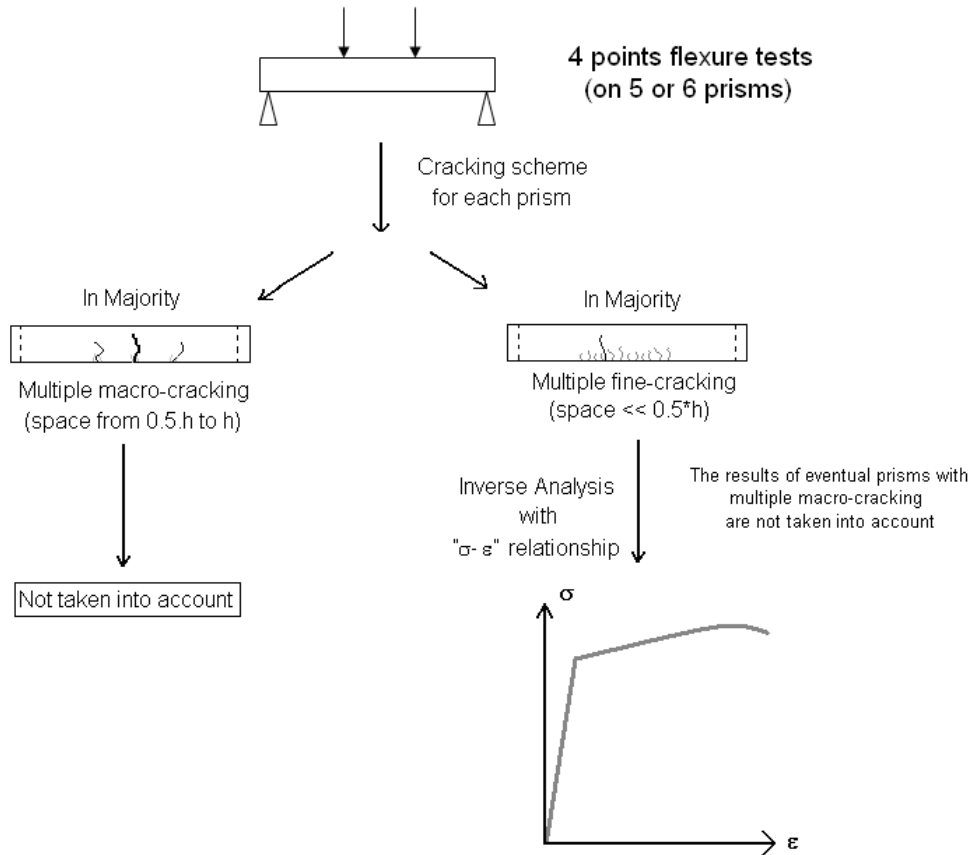 4 points flexure tests
(on 5 or 6 prisms)
Cracking scheme
for each prism
In Majority
Multiple macro-cracking
(space from 0.5.h to h)
Not taken into account
In Majority
Multiple fine-cracking
(space << 0.5*h)
Inverse Analysis
with
"σ- ε" relationship
The results of eventual prisms with
multiple macro-cracking
are not taken into account
σ
ε